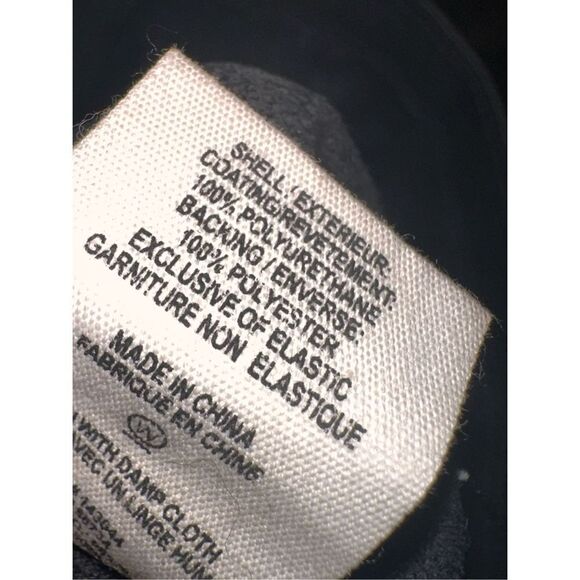 SHELL / EXTERIEUR.
COATING/REVETEMENT:
100% POLYURETHANE
BACKING / ENVERSE:
100% POLYESTER
EXCLUSIVE OF ELASTIC
GARNITURE NON ELASTIQUE
MADE IN CHINA
FABRIQUE EN CHINE
WITH DAMP CLOTH
AVEC UN LINGE HUM